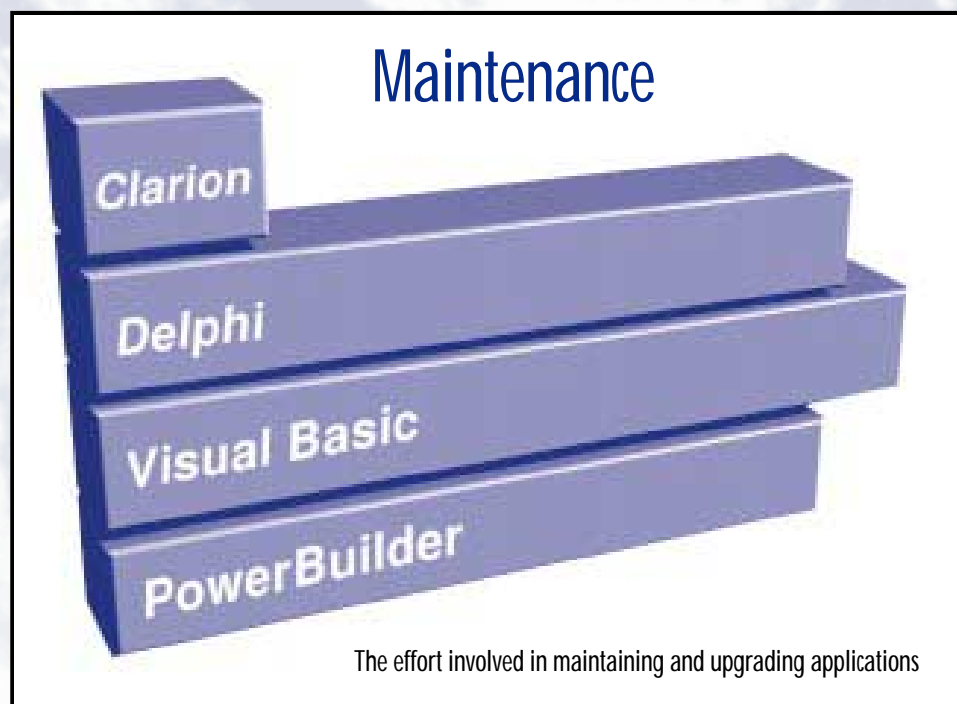 Maintenance
Clarion
Delphi
Visual Basic
PowerBuilder
The effort involved in maintaining and upgrading applications